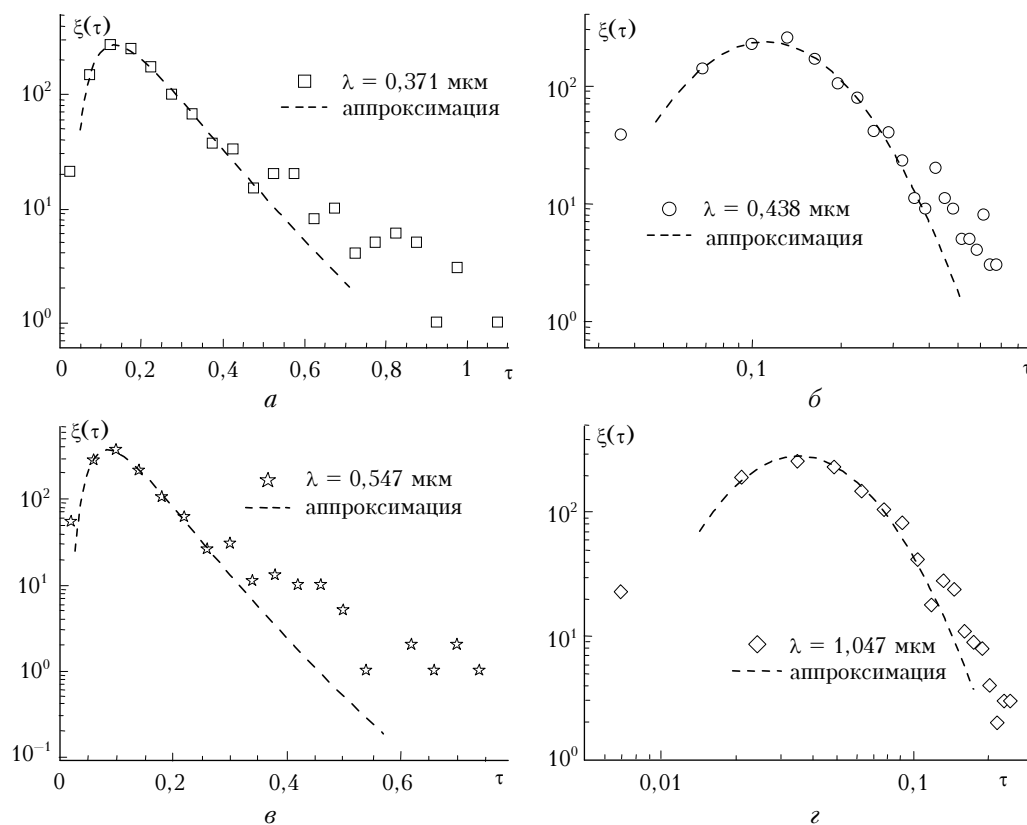 ξ(τ)
10²
10¹
10⁰
λ = 0,371 мкм
аппроксимация
0 0,2 0,4 0,6 0,8 1 τ
а
ξ(τ)
10²
10¹
10⁰
λ = 0,438 мкм
аппроксимация
0,1 τ
б
ξ(τ)
10²
10¹
10⁰
10⁻¹
λ = 0,547 мкм
аппроксимация
0 0,2 0,4 0,6 τ
в
ξ(τ)
10²
10¹
10⁰
λ = 1,047 мкм
аппроксимация
0,01 0,1 τ
г